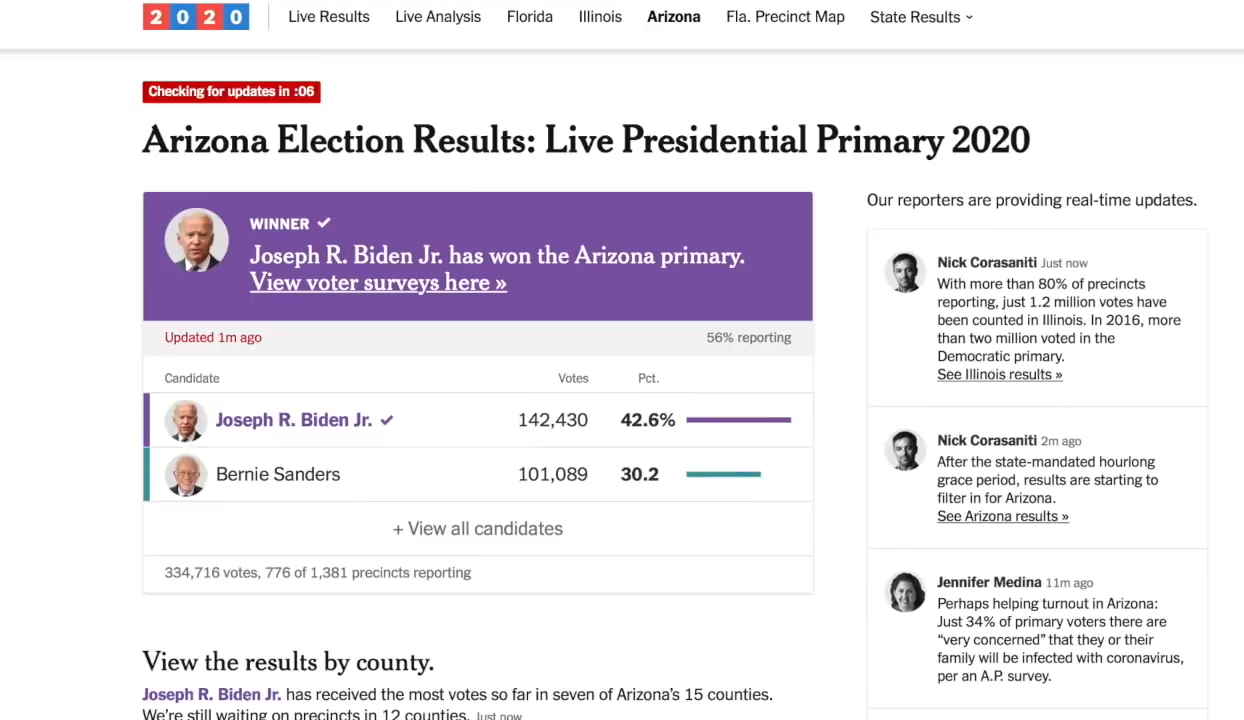 2020 Live Results Live Analysis Florida Illinois Arizona Fla. Precinct Map State Results
Checking for updates in :06
Arizona Election Results: Live Presidential Primary 2020
WINNER
Joseph R. Biden Jr. has won the Arizona primary.
View voter surveys here »
Updated 1m ago 56% reporting
Candidate Votes Pct.
Joseph R. Biden Jr. 142,430 42.6%
Bernie Sanders 101,089 30.2
+ View all candidates
334,716 votes, 776 of 1,381 precincts reporting
View the results by county.
Joseph R. Biden Jr. has received the most votes so far in seven of Arizona’s 15 counties.
We’re still waiting on precincts in 12 counties. Just now
Our reporters are providing real-time updates.
Nick Corasaniti Just now
With more than 80% of precincts
reporting, just 1.2 million votes have
been counted in Illinois. In 2016, more
than two million voted in the
Democratic primary.
See Illinois results »
Nick Corasaniti 2m ago
After the state-mandated hourlong
grace period, results are starting to
filter in for Arizona.
See Arizona results »
Jennifer Medina 11m ago
Perhaps helping turnout in Arizona:
Just 34% of primary voters there are
“very concerned” that they or their
family will be infected with coronavirus,
per an A.P. survey.